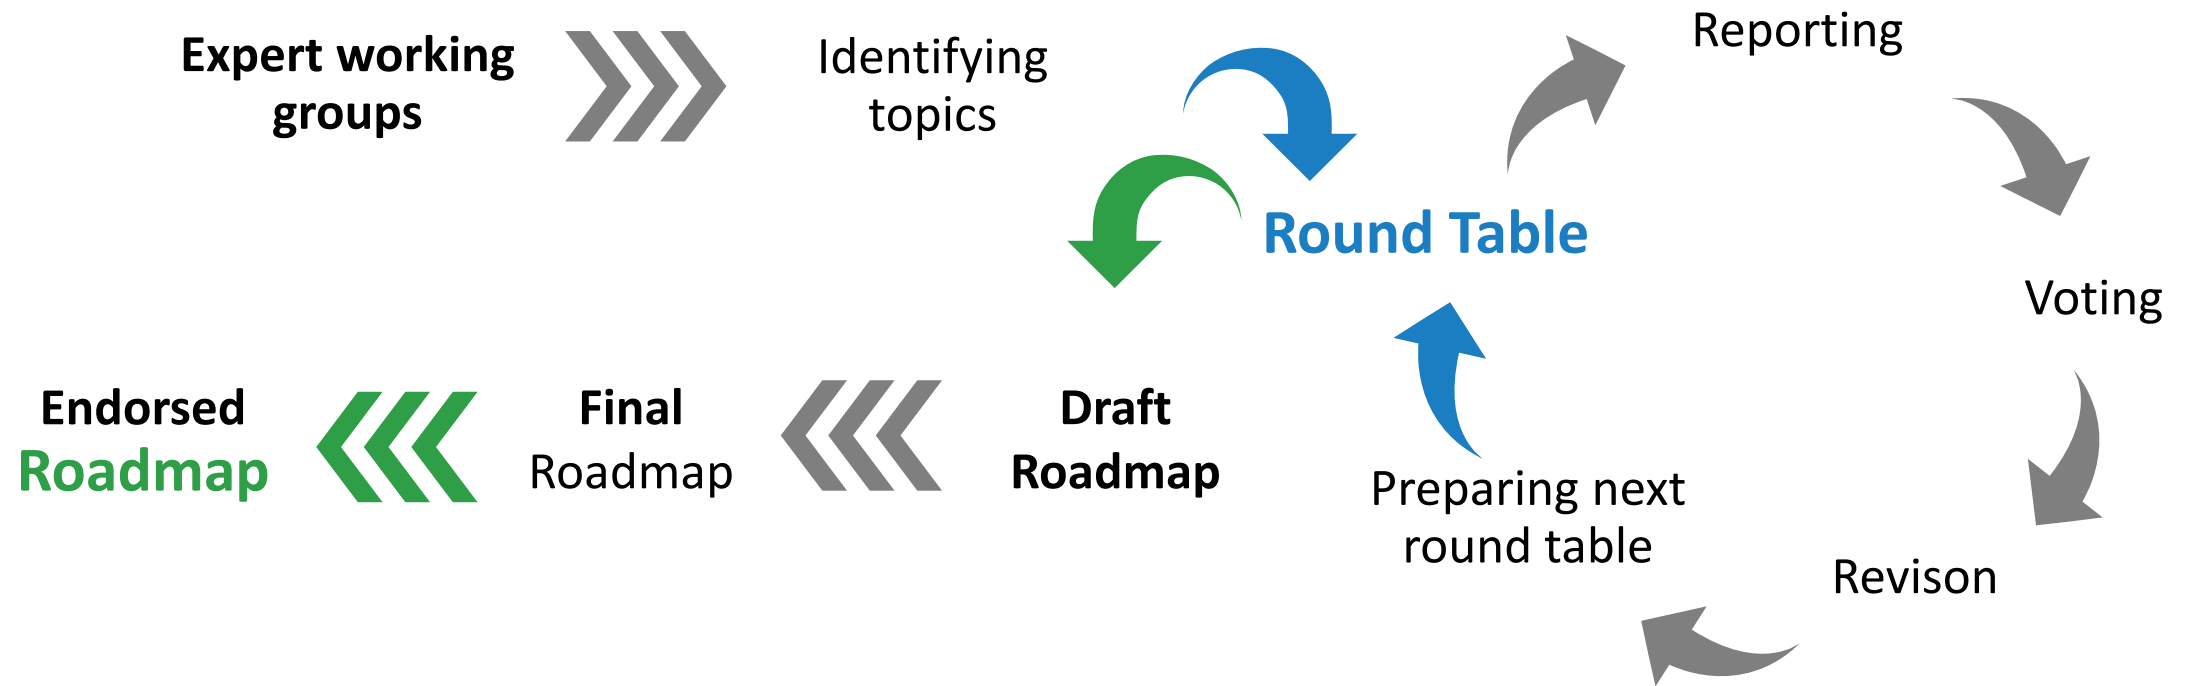 Expert working
groups
Identifying
topics
Round Table
Reporting
Voting
Revison
Preparing next
round table
Draft
Roadmap
Final
Roadmap
Endorsed
Roadmap